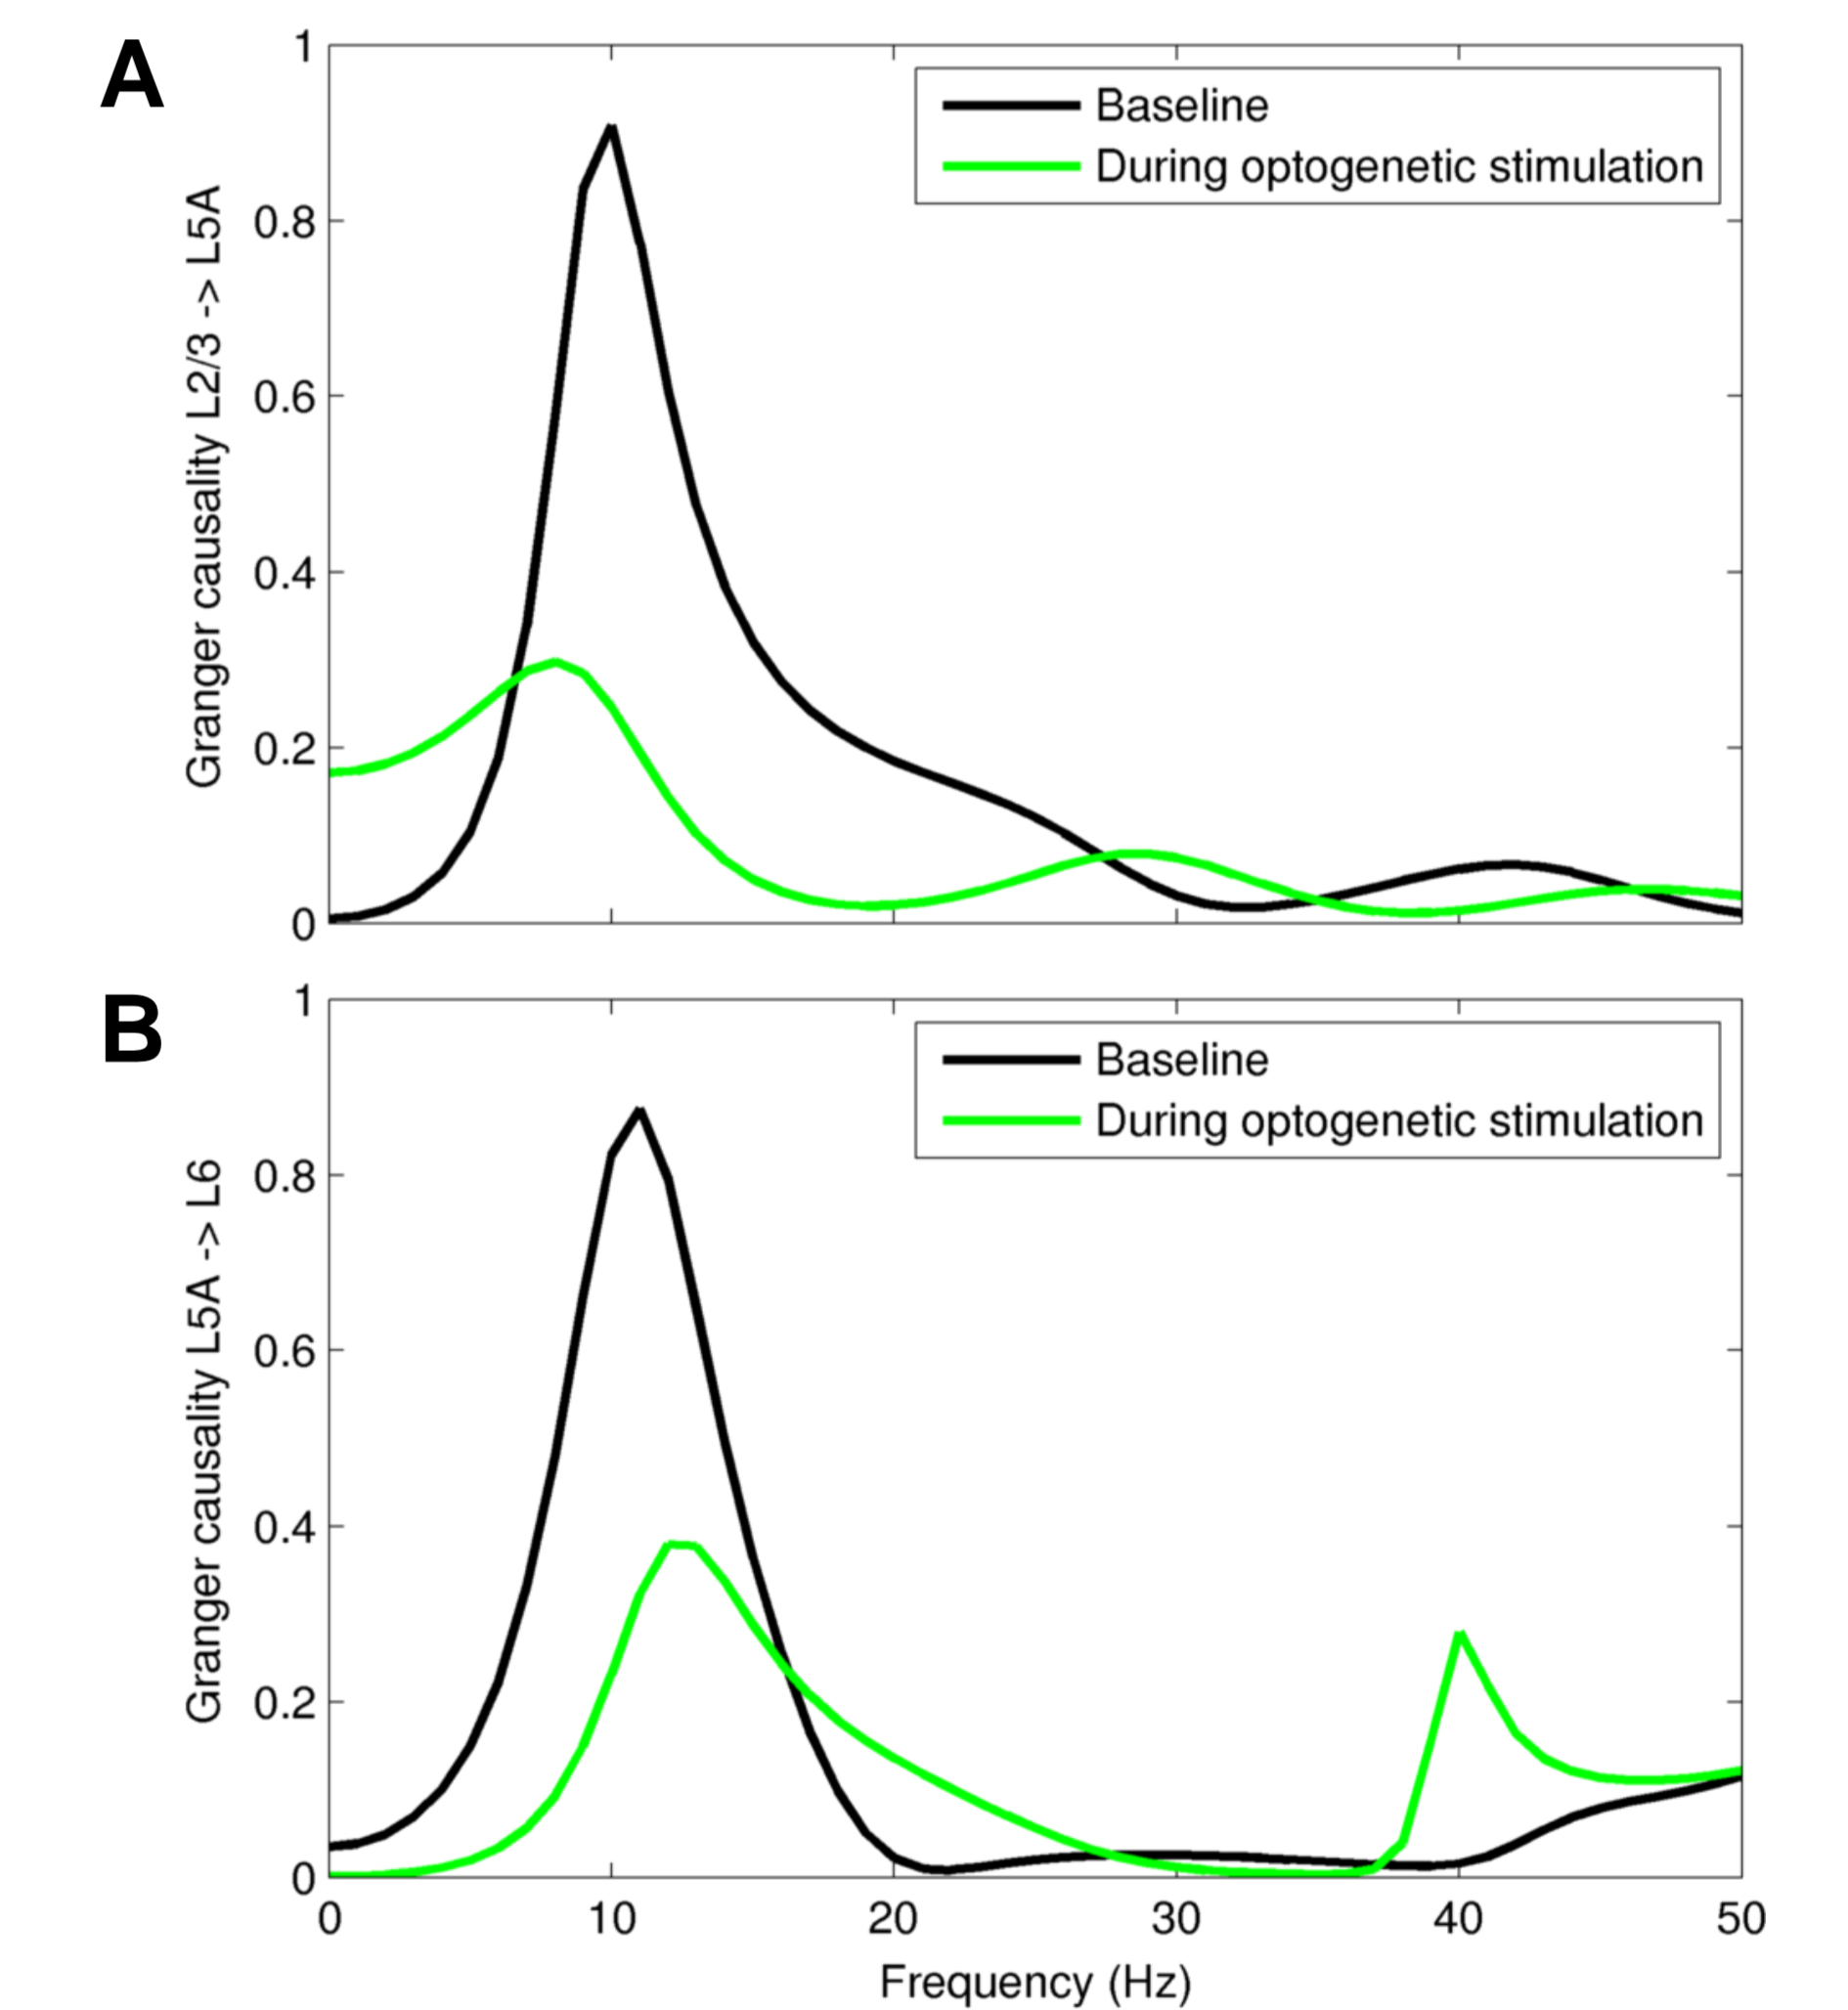 A
Granger causality L2/3 -> L5A
1
0.8
0.6
0.4
0.2
0
Baseline
During optogenetic stimulation
B
Granger causality L5A -> L6
1
0.8
0.6
0.4
0.2
0
Baseline
During optogenetic stimulation
0 10 20 30 40 50
Frequency (Hz)